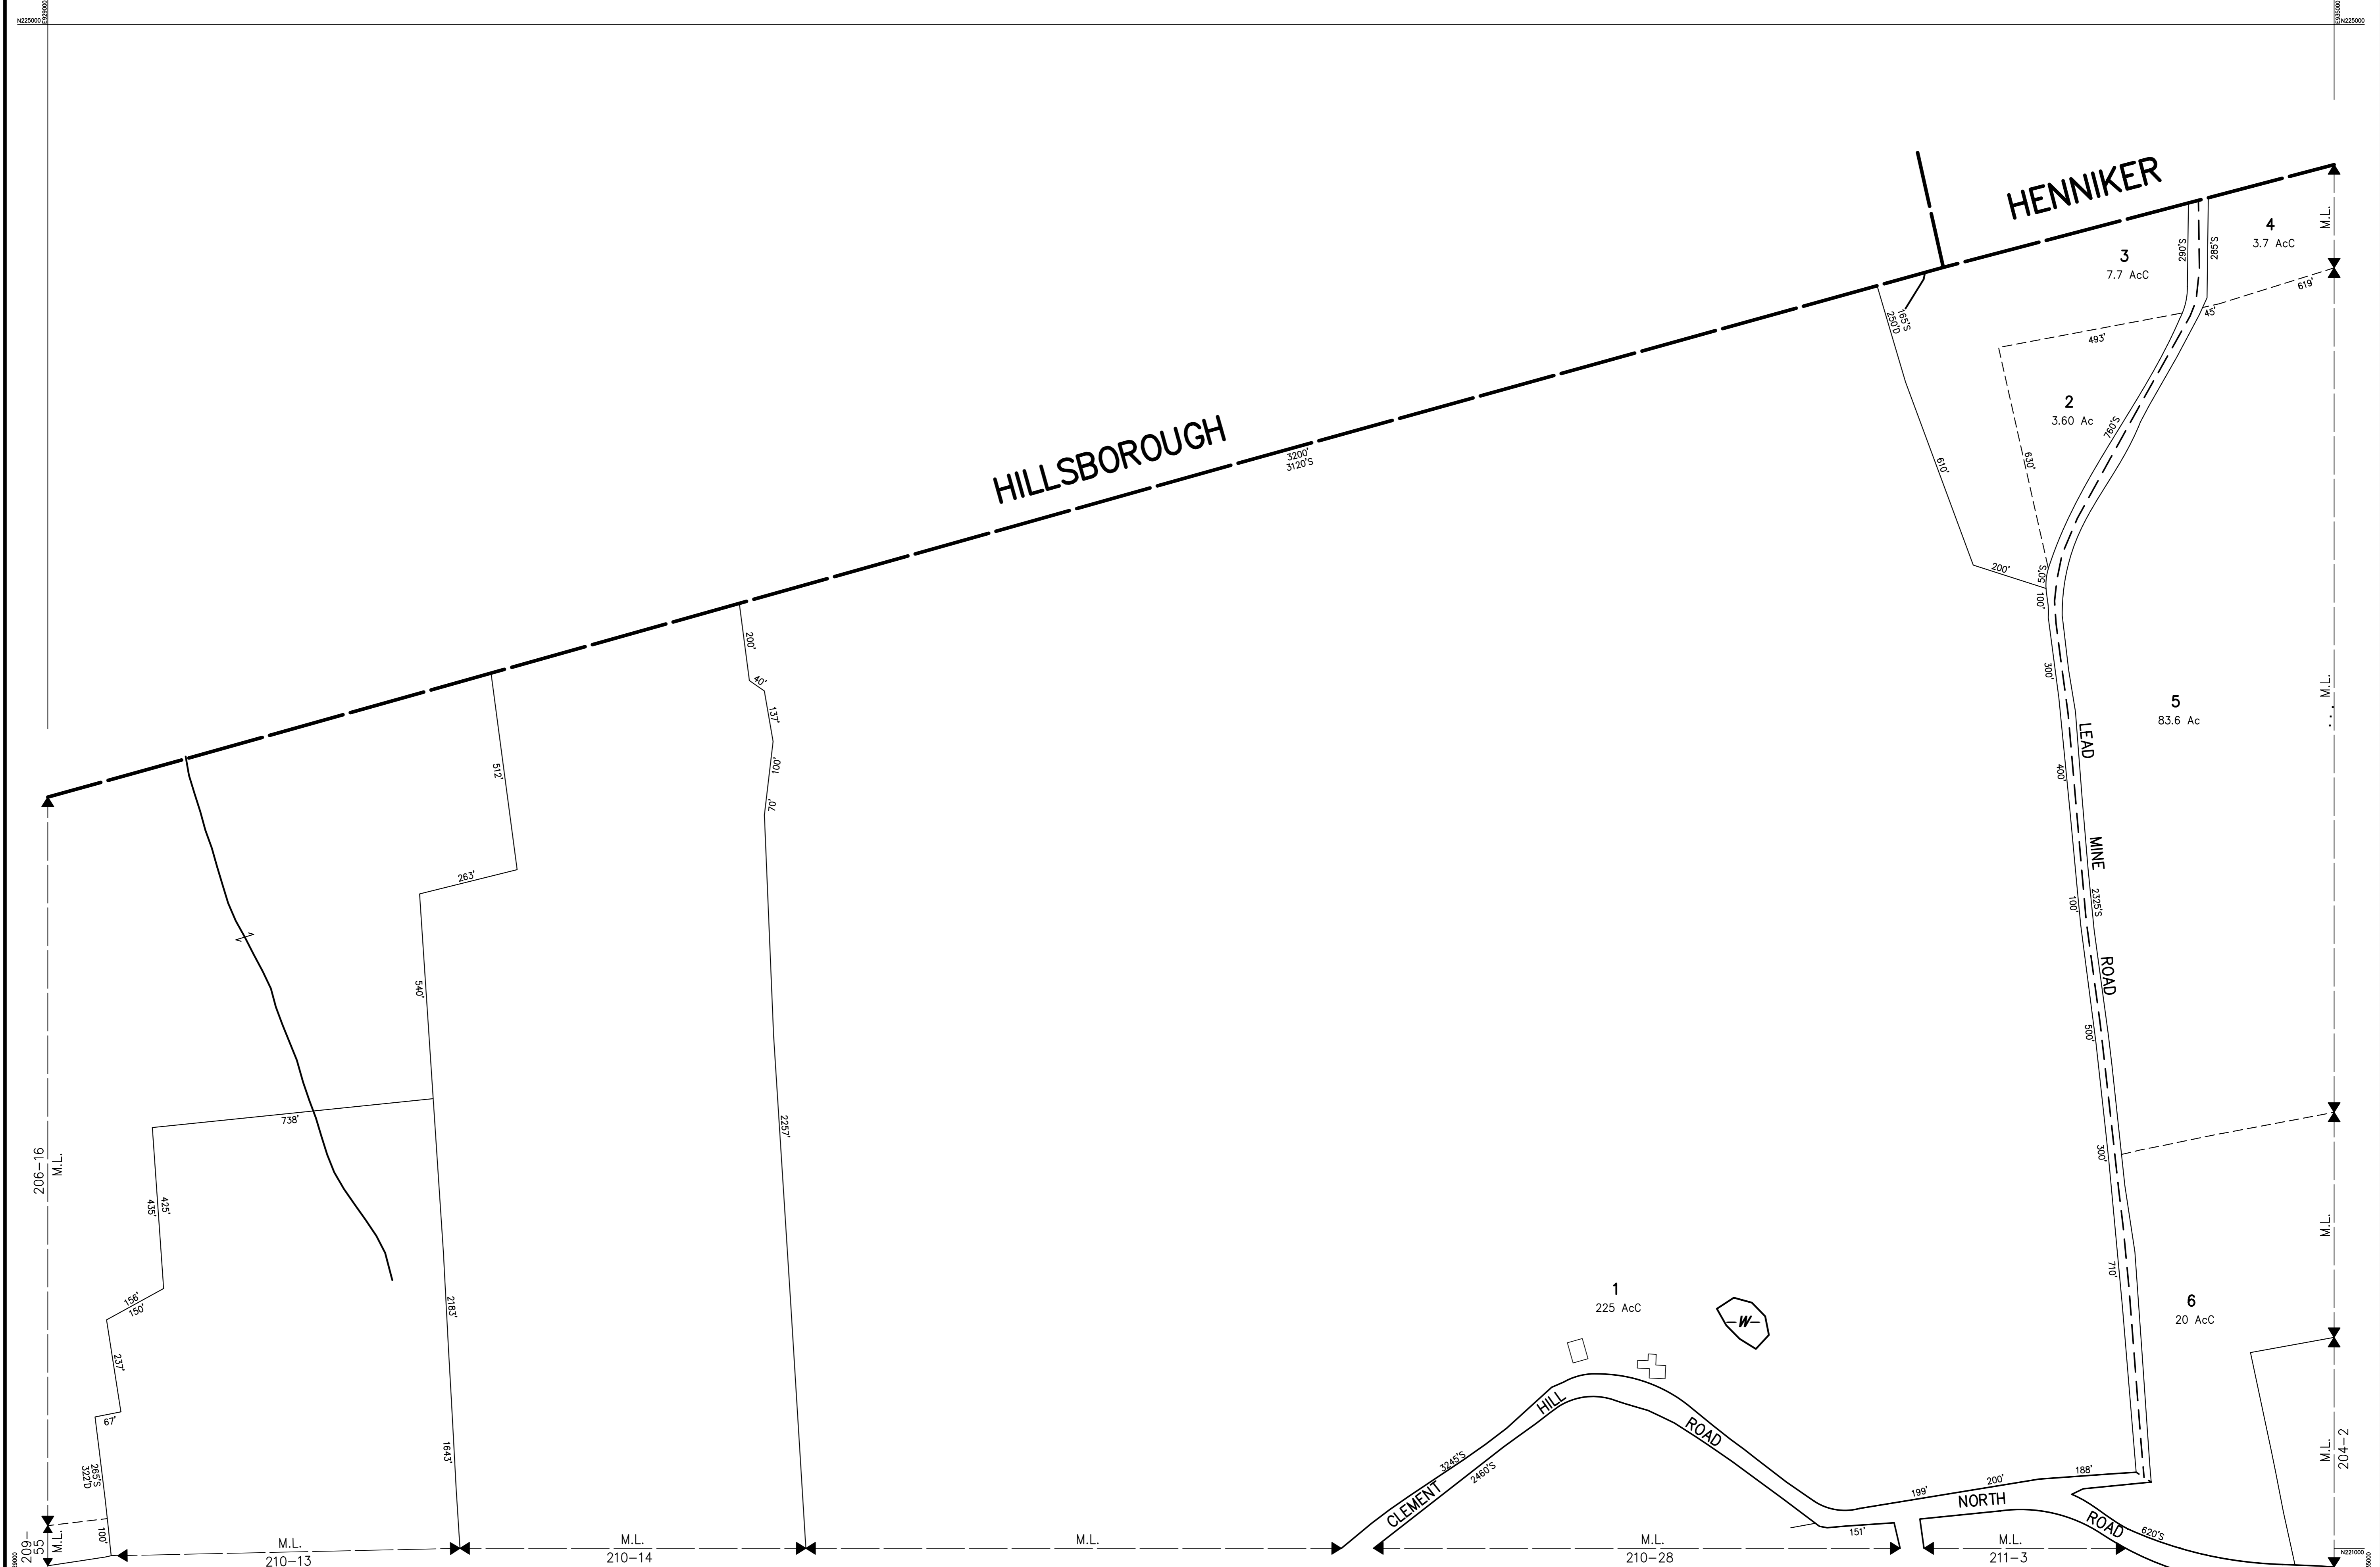 N225000
E929000
E935000
N225000
HENNIKER
HILLSBOROUGH
3200'
3120'S
M.L.
4
3.7 AcC
3
7.7 AcC
290'S
285'S
619'
45'
493'
165'S
250'D
2
3.60 Ac
760'S
630'
610'
200'
50'S
100'
300'
400'
100'
500'
300'
710'
LEAD
MINE
2325'S
ROAD
5
83.6 Ac
M.L.
200'
40'
137'
100'
70'
2257'
512'
263'
540'
738'
2183'
1643'
206-16
M.L.
425'
435'
156'
150'
237'
67'
265'S
322'D
100'
209-
55
M.L.
M.L.
210-13
M.L.
210-14
M.L.
1
225 AcC
-W-
CLEMENT
HILL
ROAD
3245'S
2460'S
199'
200'
188'
NORTH
ROAD
620'S
151'
M.L.
210-28
M.L.
211-3
6
20 AcC
M.L.
M.L.
204-2
N221000